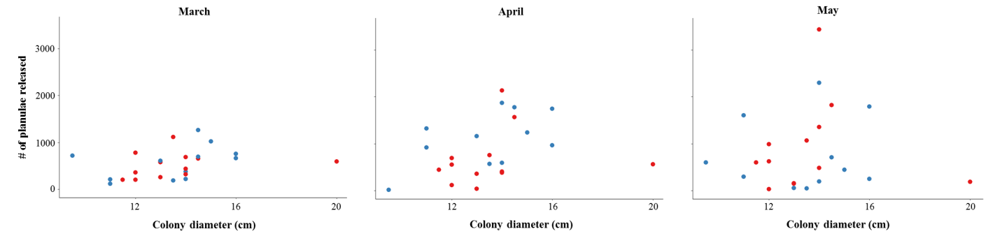 March
April
May
# of planulae released
3000
2000
1000
0
12
16
20
12
16
20
12
16
20
Colony diameter (cm)
Colony diameter (cm)
Colony diameter (cm)